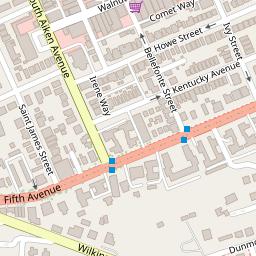 Walnu
Comet Way
Howe Street
Ivy Street
South Aiken Avenue
Bellefonte Street
Irene Way
Kentucky Avenue
Saint James Street
Fifth Avenue
Wilkin
Dunmo